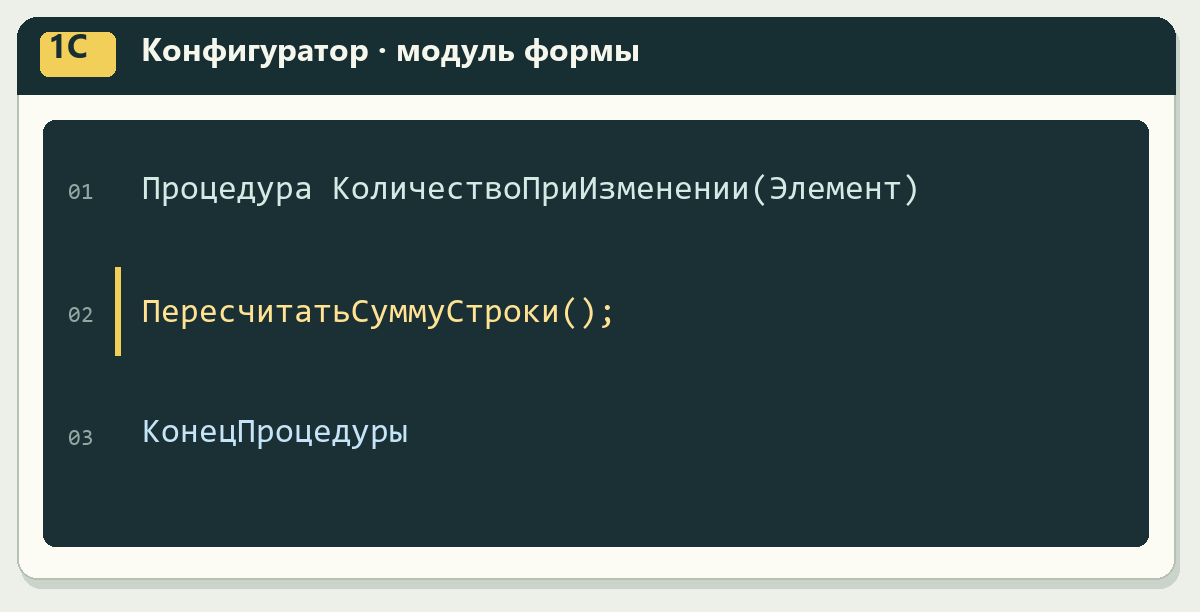 1С
Конфигуратор · модуль формы
01 Процедура КоличествоПриИзменении(Элемент)
02 ПересчитатьСуммуСтроки();
03 КонецПроцедуры